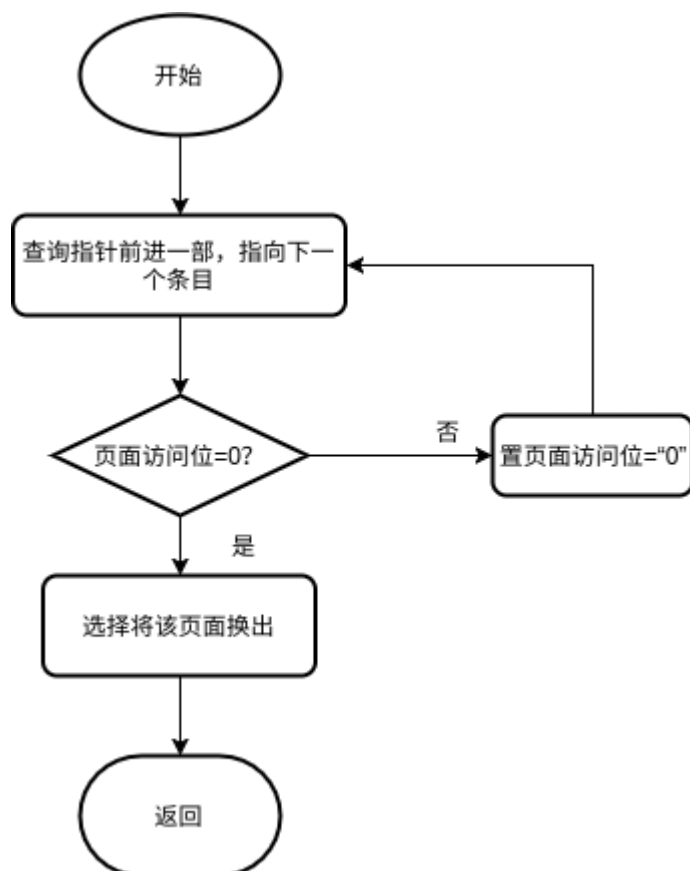 开始
查询指针前进一部，指向下一
个条目
页面访问位=0?
否
置页面访问位=“0”
是
选择将该页面换出
返回